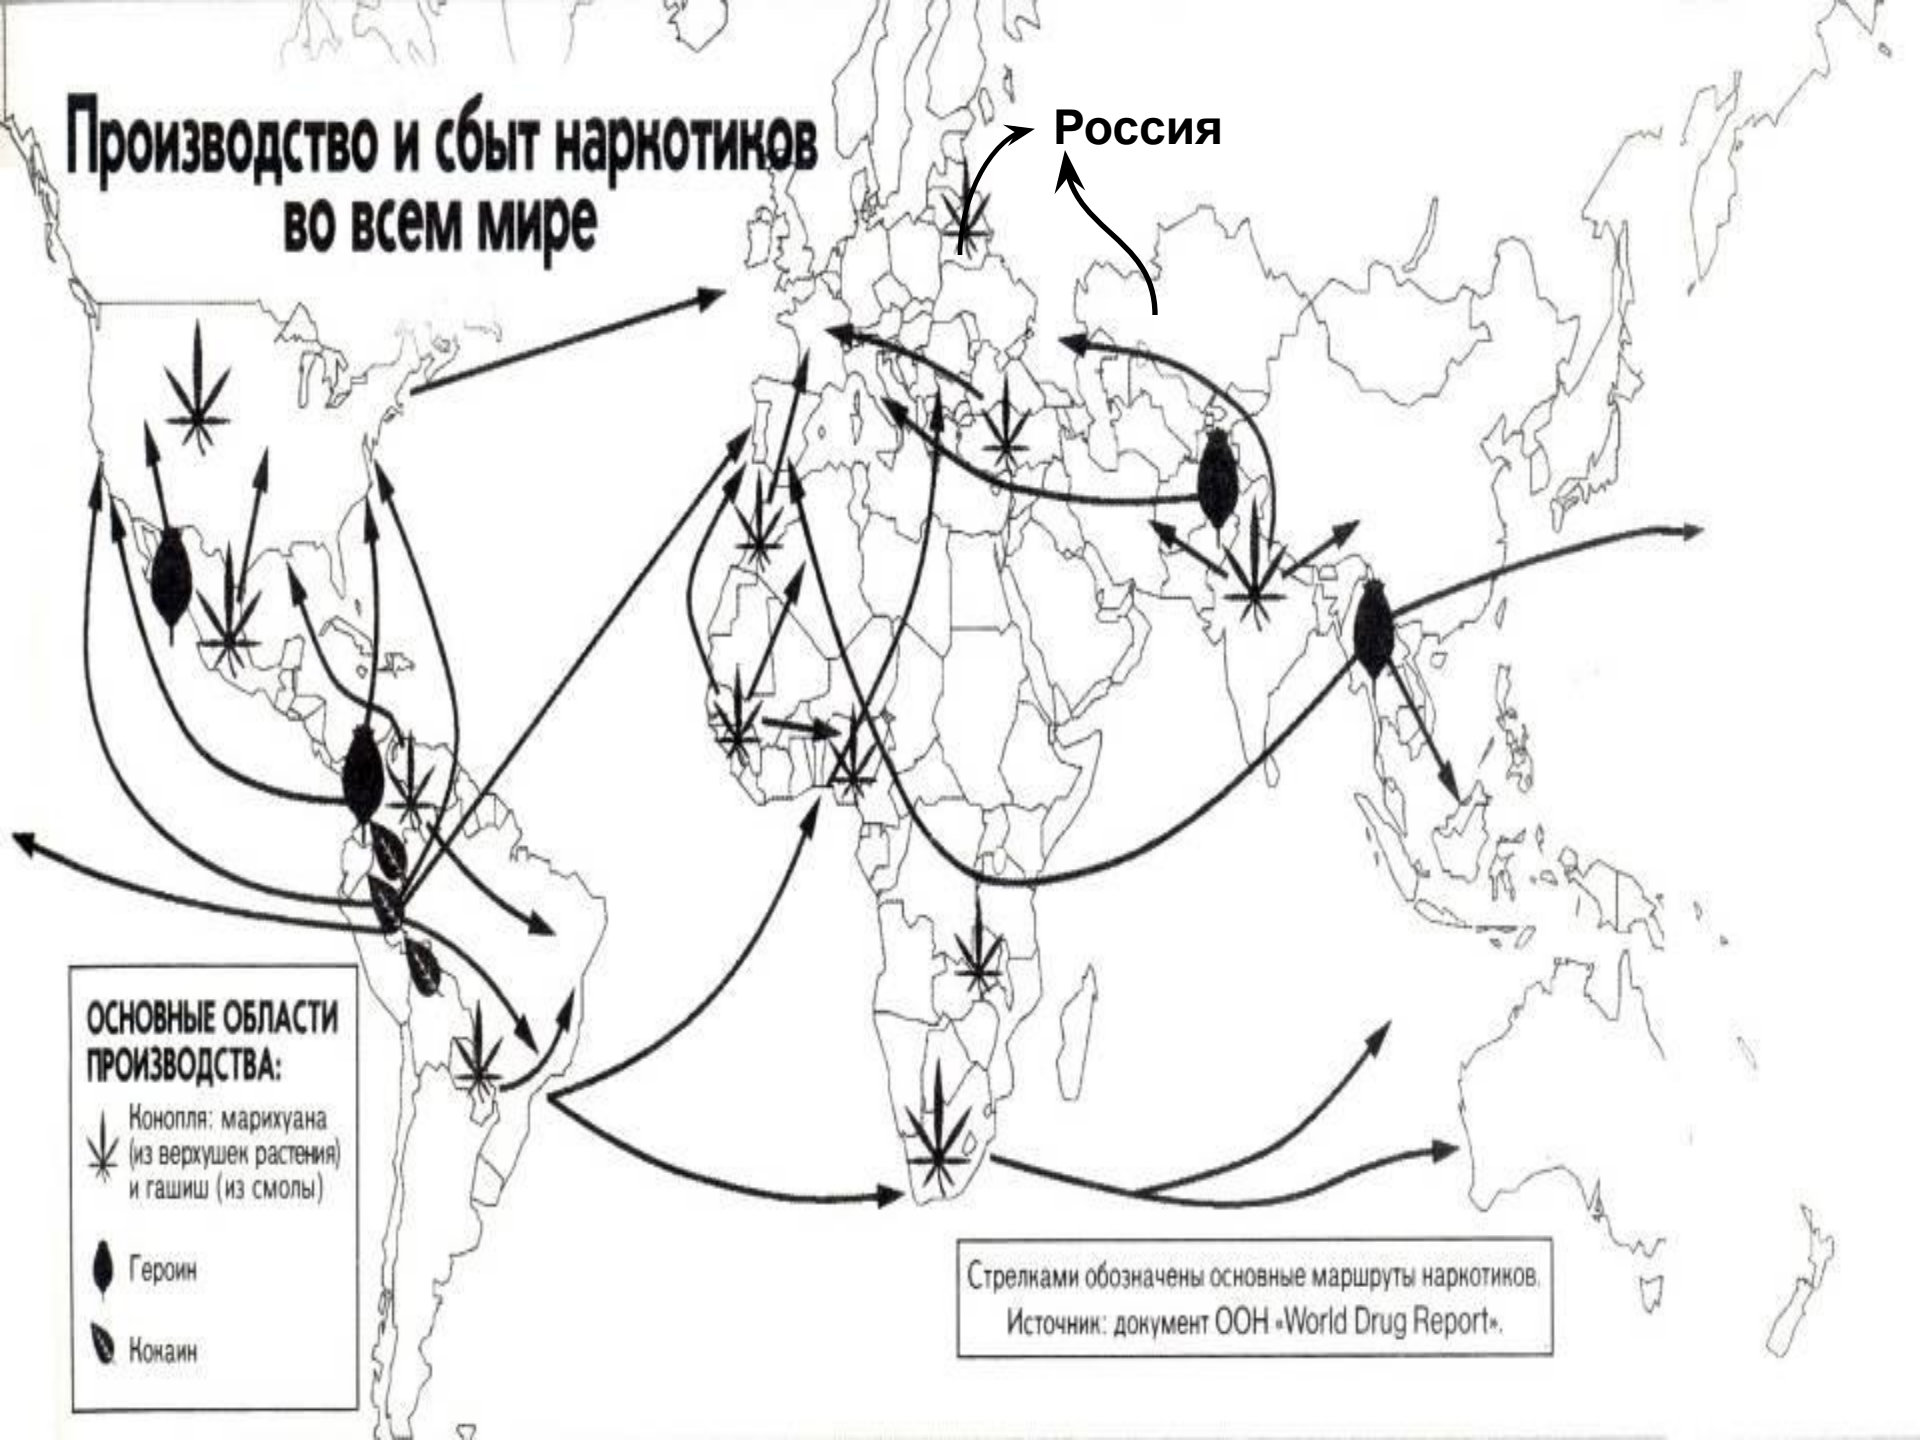 Производство и сбыт наркотиков
во всем мире
Россия
ОСНОВНЫЕ ОБЛАСТИ
ПРОИЗВОДСТВА:
Конопля: марихуана
(из верхушек растения)
и гашиш (из смолы)
Героин
Кокаин
Стрелками обозначены основные маршруты наркотиков.
Источник: документ ООН «World Drug Report».